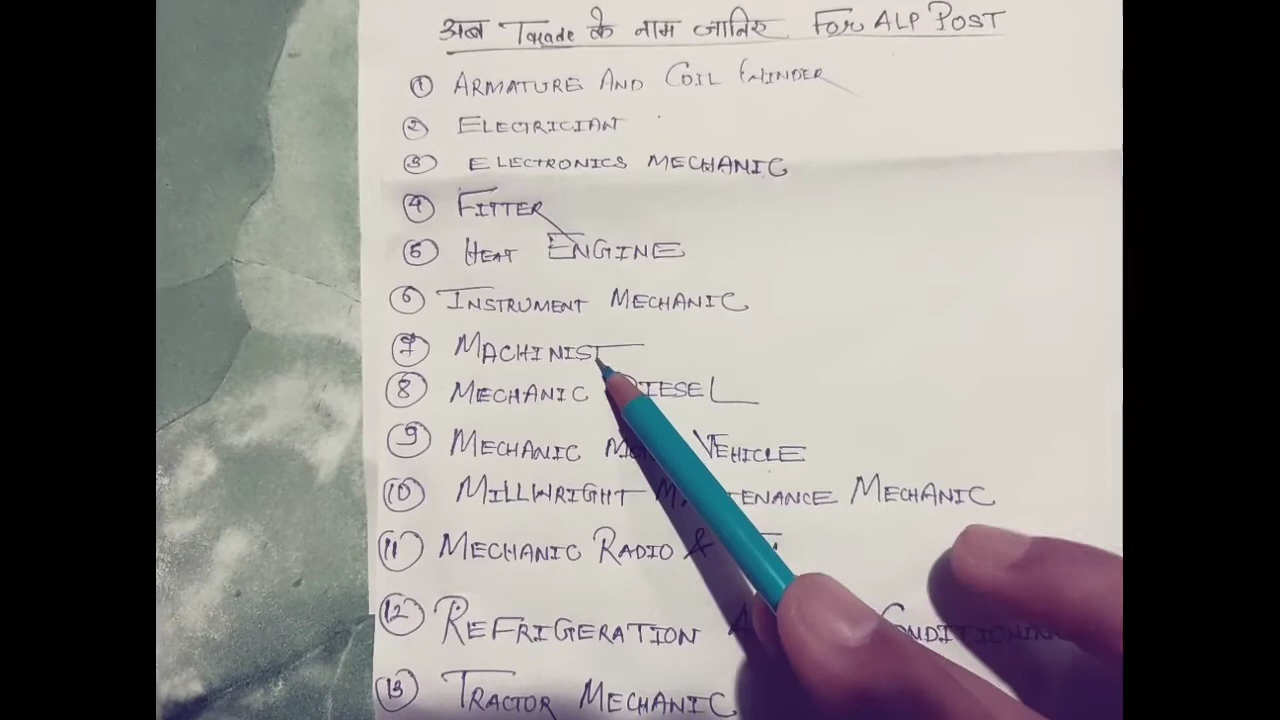 अब Trade के नाम जानिए For ALP POST
① ARMATURE AND COIL WINDER
② ELECTRICIAN
③ ELECTRONICS MECHANIC
④ FITTER
⑤ HEAT ENGINE
⑥ INSTRUMENT MECHANIC
⑦ MACHINIST
⑧ MECHANIC DIESEL
⑨ MECHANIC VEHICLE
⑩ MILLWRIGHT MECHANIC
⑪ MECHANIC RADIO &
⑫ REFRIGERATION
⑬ TRACTOR MECHANIC